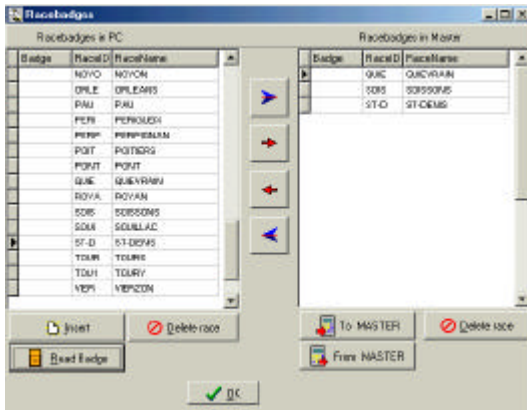 Racebadges
Racebadges in PC
Racebadges in Master
Badge RaceID RaceName
NOYO NOYON
ORLE ORLEANS
PAU PAU
PERI PERIGUEIX
PERP PERPIGNAN
POIT POITIERS
PONT PONT
QUIE QUIEVRAIN
ROYA ROYAN
SOIS SOISSONS
SOUI SOUILLAC
ST-D ST-DENIS
TOUR TOURS
TOUY TOURY
VIER VIERZON
Badge RaceID RaceName
QUIE QUIEVRAIN
SOIS SOISSONS
ST-D ST-DENIS
Insert
Delete race
Read Badge
To MASTER
Delete race
From MASTER
OK